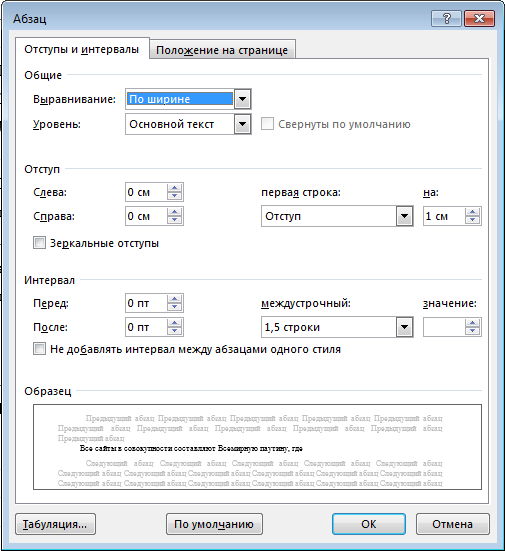 Абзац
Отступы и интервалы Положение на странице
Общие
Выравнивание: По ширине
Уровень: Основной текст Свернуты по умолчанию
Отступ
Слева: 0 см первая строка: на:
Справа: 0 см Отступ 1 см
Зеркальные отступы
Интервал
Перед: 0 пт междустрочный: значение:
После: 0 пт 1,5 строки
Не добавлять интервал между абзацами одного стиля
Образец
Предыдущий абзац Предыдущий абзац Предыдущий абзац Предыдущий абзац Предыдущий абзац
Предыдущий абзац Предыдущий абзац Предыдущий абзац Предыдущий абзац Предыдущий абзац
Предыдущий абзац
Все сайты в совокупности составляют Всемирную паутину, где
Следующий абзац Следующий абзац Следующий абзац Следующий абзац Следующий абзац
Следующий абзац Следующий абзац Следующий абзац Следующий абзац Следующий абзац Следующий абзац
Следующий абзац Следующий абзац Следующий абзац Следующий абзац Следующий абзац Следующий абзац
Табуляция... По умолчанию ОК Отмена